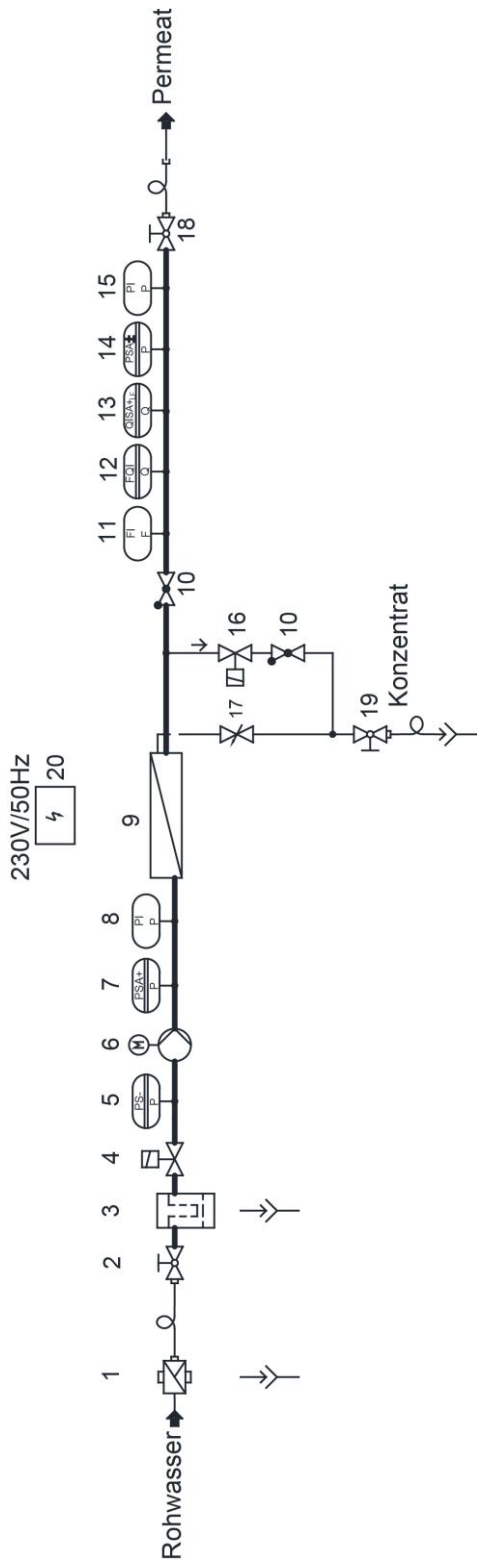 230V/50Hz
20
1
2
3
4
5
6
7
8
9
10
11
12
13
14
15
PS-
P
M
PSA+
P
PI
P
FI
F
FQI
Q
QISA+LF
Q
PSA±
P
PI
P
Rohwasser
18
Permeat
16
10
17
19
Konzentrat